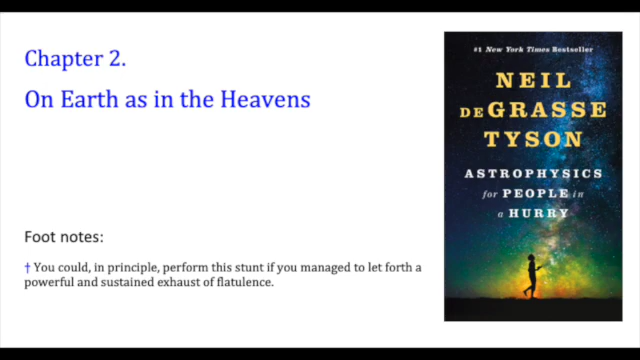 Chapter 2.
On Earth as in the Heavens
Foot notes:
† You could, in principle, perform this stunt if you managed to let forth a
powerful and sustained exhaust of flatulence.
#1 New York Times Bestseller
NEIL
DEGRASSE
TYSON
ASTROPHYSICS
for PEOPLE in
a HURRY